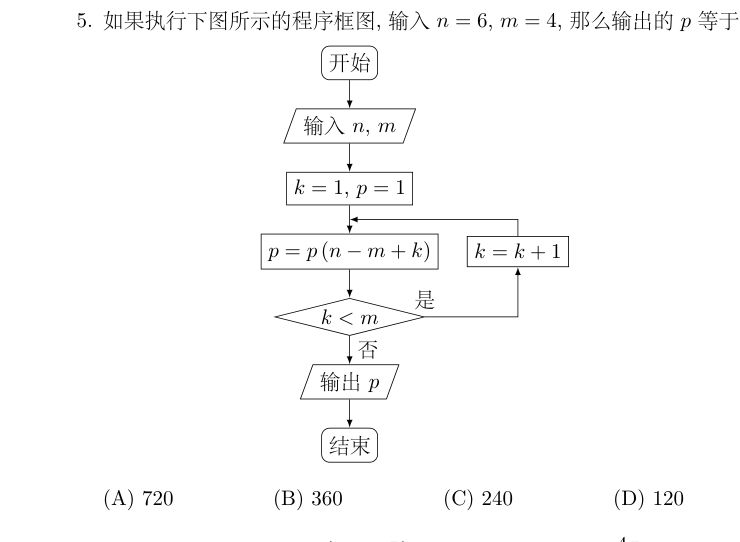 5. 如果执行下图所示的程序框图, 输入 n = 6, m = 4, 那么输出的 p 等于
开始
输入 n, m
k = 1, p = 1
p = p (n − m + k)
k = k + 1
是
k < m
否
输出 p
结束
(A) 720 (B) 360 (C) 240 (D) 120